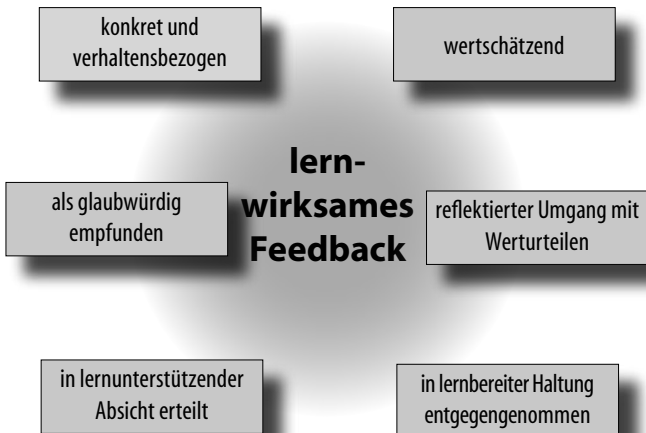 konkret und
verhaltensbezogen
wertschätzend
lern-
wirksames
Feedback
als glaubwürdig
empfunden
reflektierter Umgang mit
Werturteilen
in lernunterstützender
Absicht erteilt
in lernbereiter Haltung
entgegengenommen